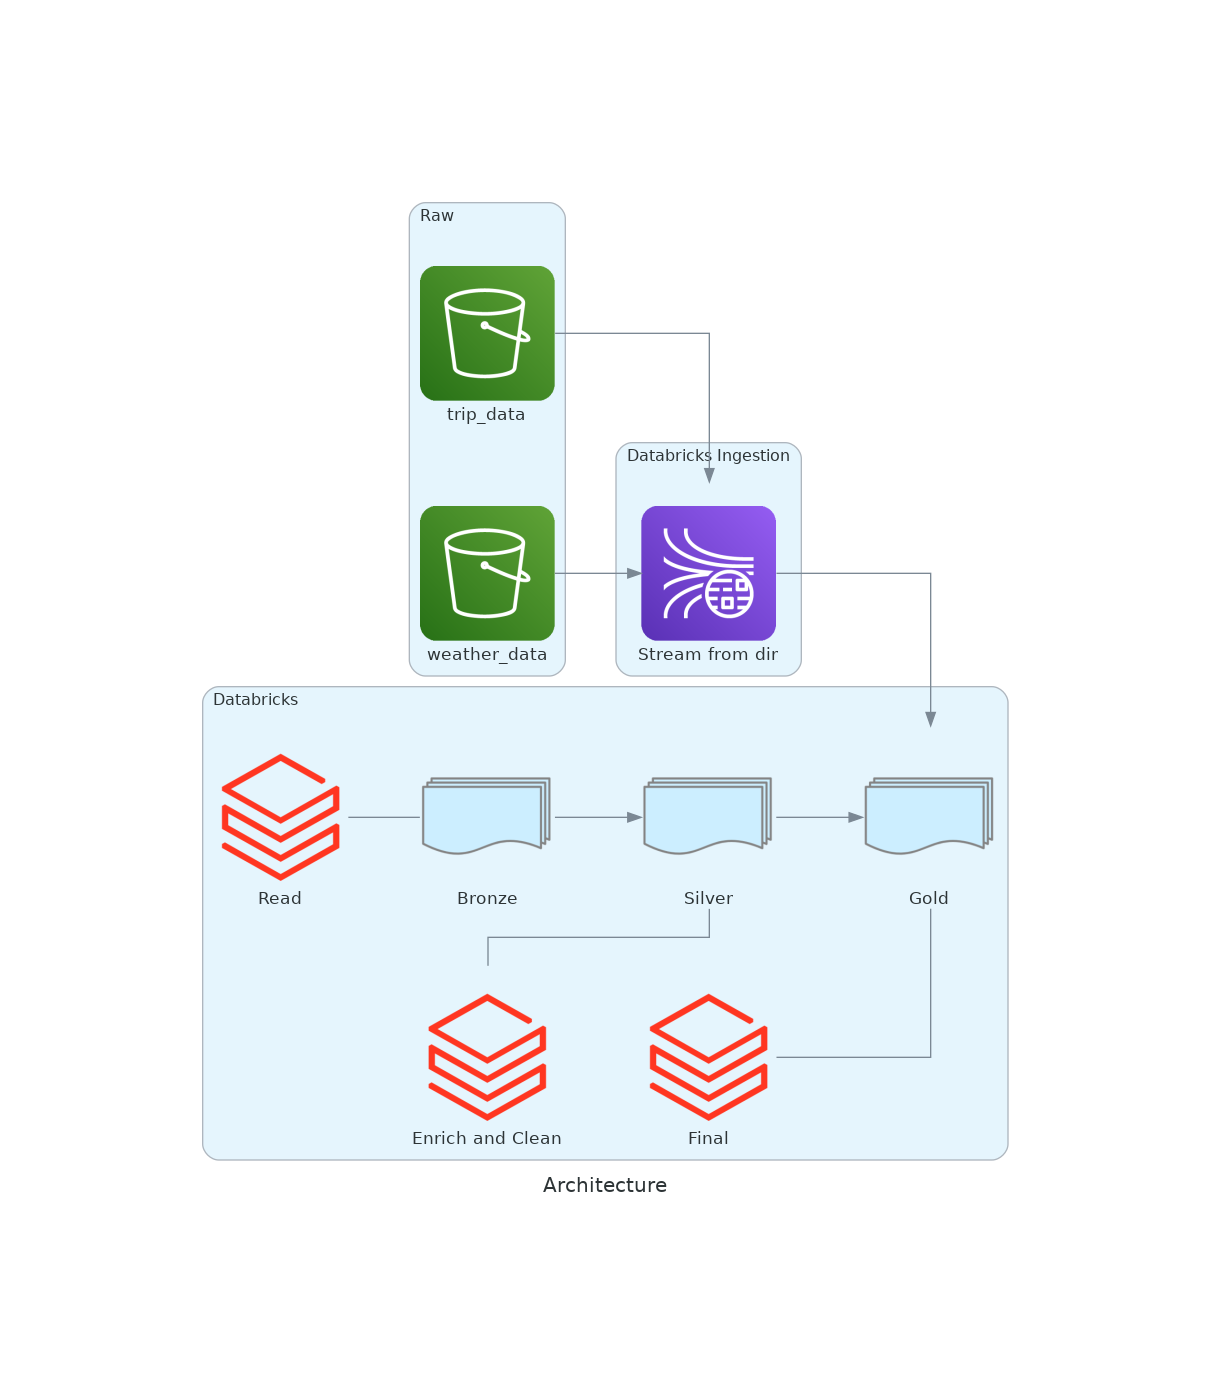 Raw
trip_data
Databricks Ingestion
weather_data
Stream from dir
Databricks
Read
Bronze
Silver
Gold
Enrich and Clean
Final
Architecture